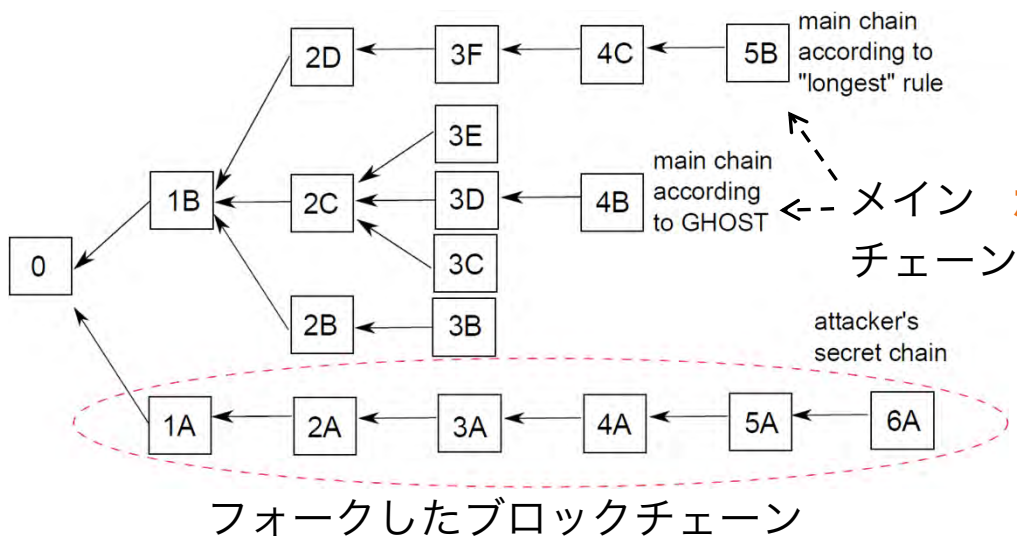 2D
3F
4C
5B
main chain
according to
"longest" rule
3E
1B
2C
3D
4B
main chain
according
to GHOST
メイン
チェーン
0
3C
2B
3B
attacker's
secret chain
1A
2A
3A
4A
5A
6A
フォークしたブロックチェーン